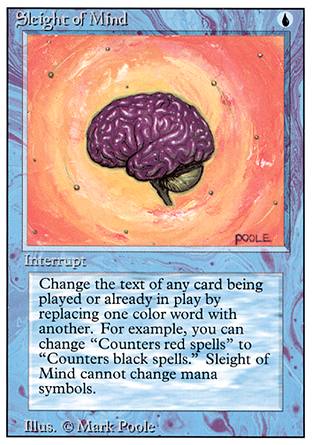 Sleight of Mind
POOLE
Interrupt
Change the text of any card being
played or already in play by
replacing one color word with
another. For example, you can
change “Counters red spells” to
“Counters black spells.” Sleight of
Mind cannot change mana
symbols.
Illus. © Mark Poole